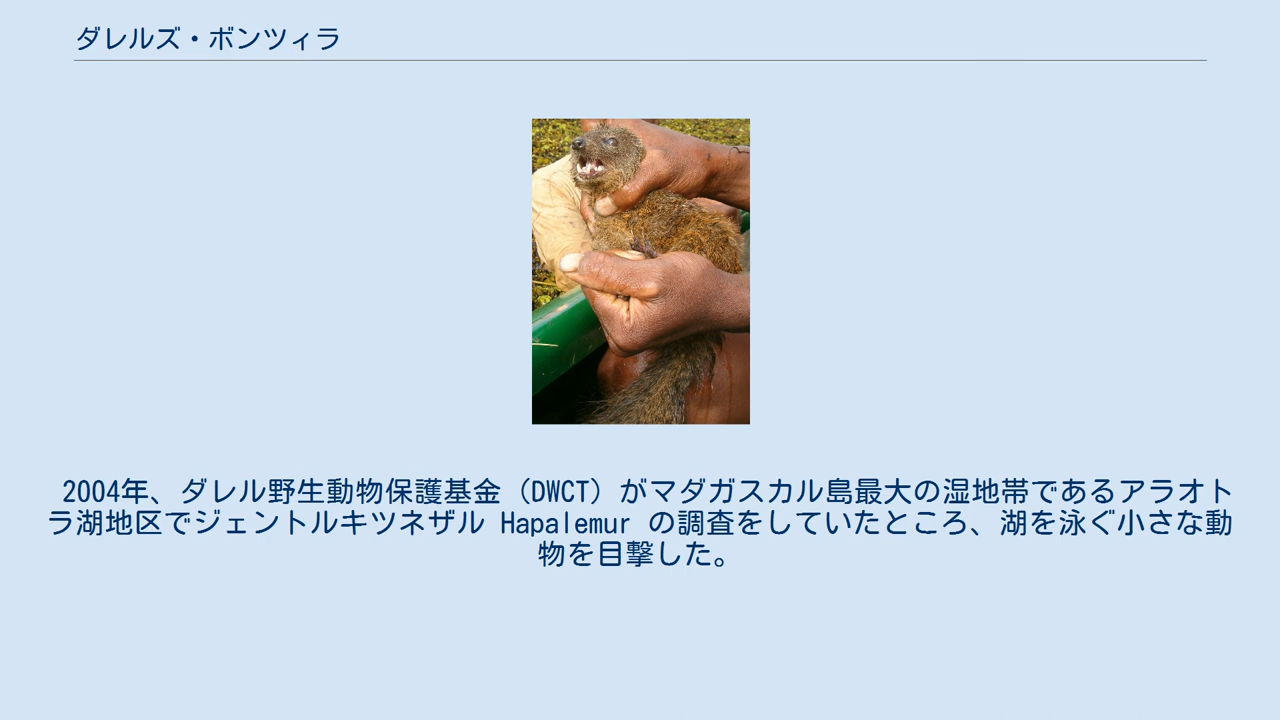 ダレルズ・ボンツィラ
2004年、ダレル野生動物保護基金（DWCT）がマダガスカル島最大の湿地帯であるアラオト
ラ湖地区でジェントルキツネザル Hapalemur の調査をしていたところ、湖を泳ぐ小さな動
物を目撃した。